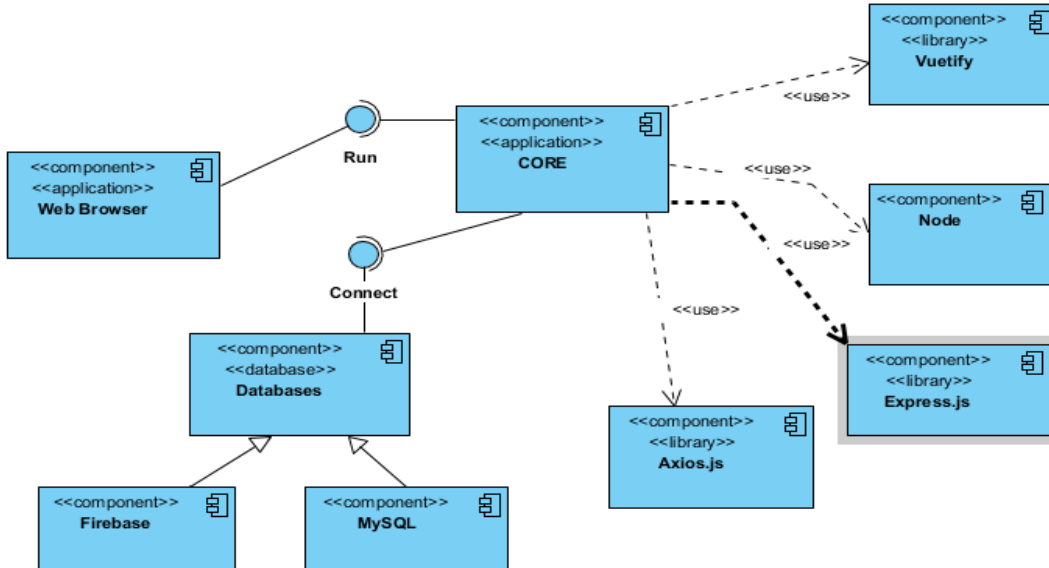 <<component>>
<<library>>
Vuetify
<<use>>
<<component>>
<<application>>
CORE
Run
<<component>>
<<application>>
Web Browser
<<use>>
<<component>>
Node
<<use>>
Connect
<<use>>
<<component>>
<<database>>
Databases
<<component>>
<<library>>
Express.js
<<component>>
<<library>>
Axios.js
<<component>>
Firebase
<<component>>
MySQL